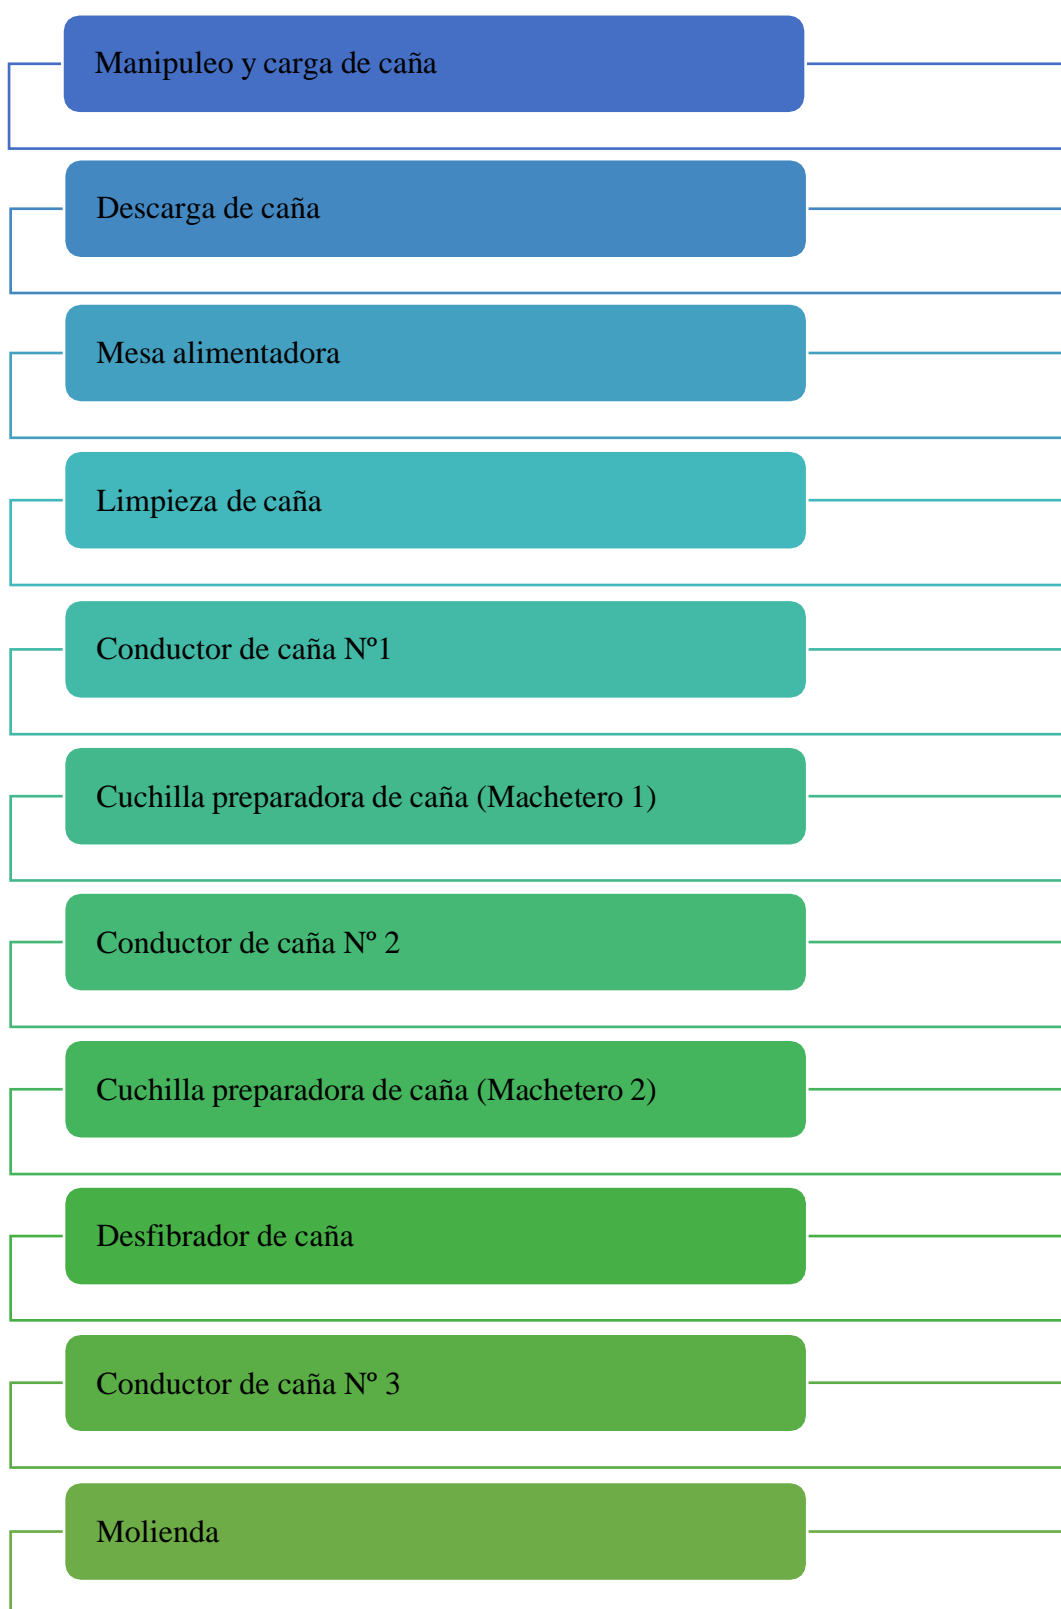 Manipuleo y carga de caña
Descarga de caña
Mesa alimentadora
Limpieza de caña
Conductor de caña Nº1
Cuchilla preparadora de caña (Machetero 1)
Conductor de caña Nº 2
Cuchilla preparadora de caña (Machetero 2)
Desfibrador de caña
Conductor de caña Nº 3
Molienda